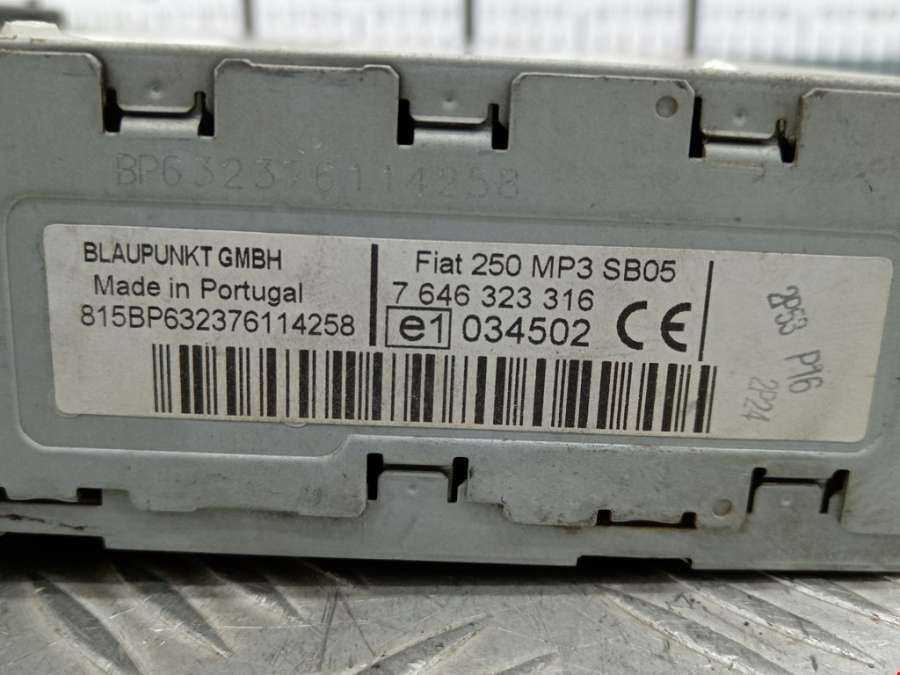 BP632376114258
BLAUPUNKT GMBH
Made in Portugal
815BP632376114258
Fiat 250 MP3 SB05
7 646 323 316
e1 034502 CE
2P24
P16